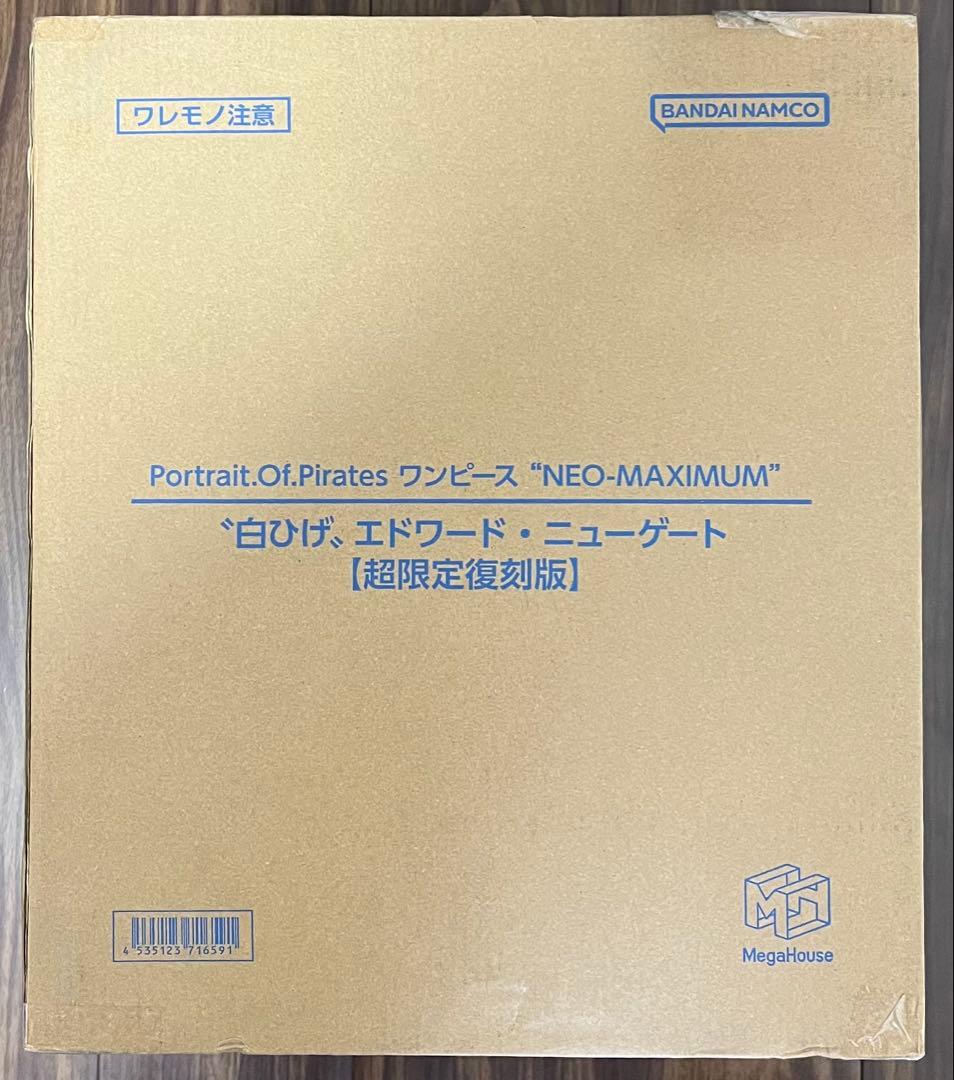 ワレモノ注意
BANDAI NAMCO
Portrait.Of.Pirates ワンピース “NEO-MAXIMUM”
〝白ひげ〟エドワード・ニューゲート
【超限定復刻版】
4 535123 716591
MH
MegaHouse